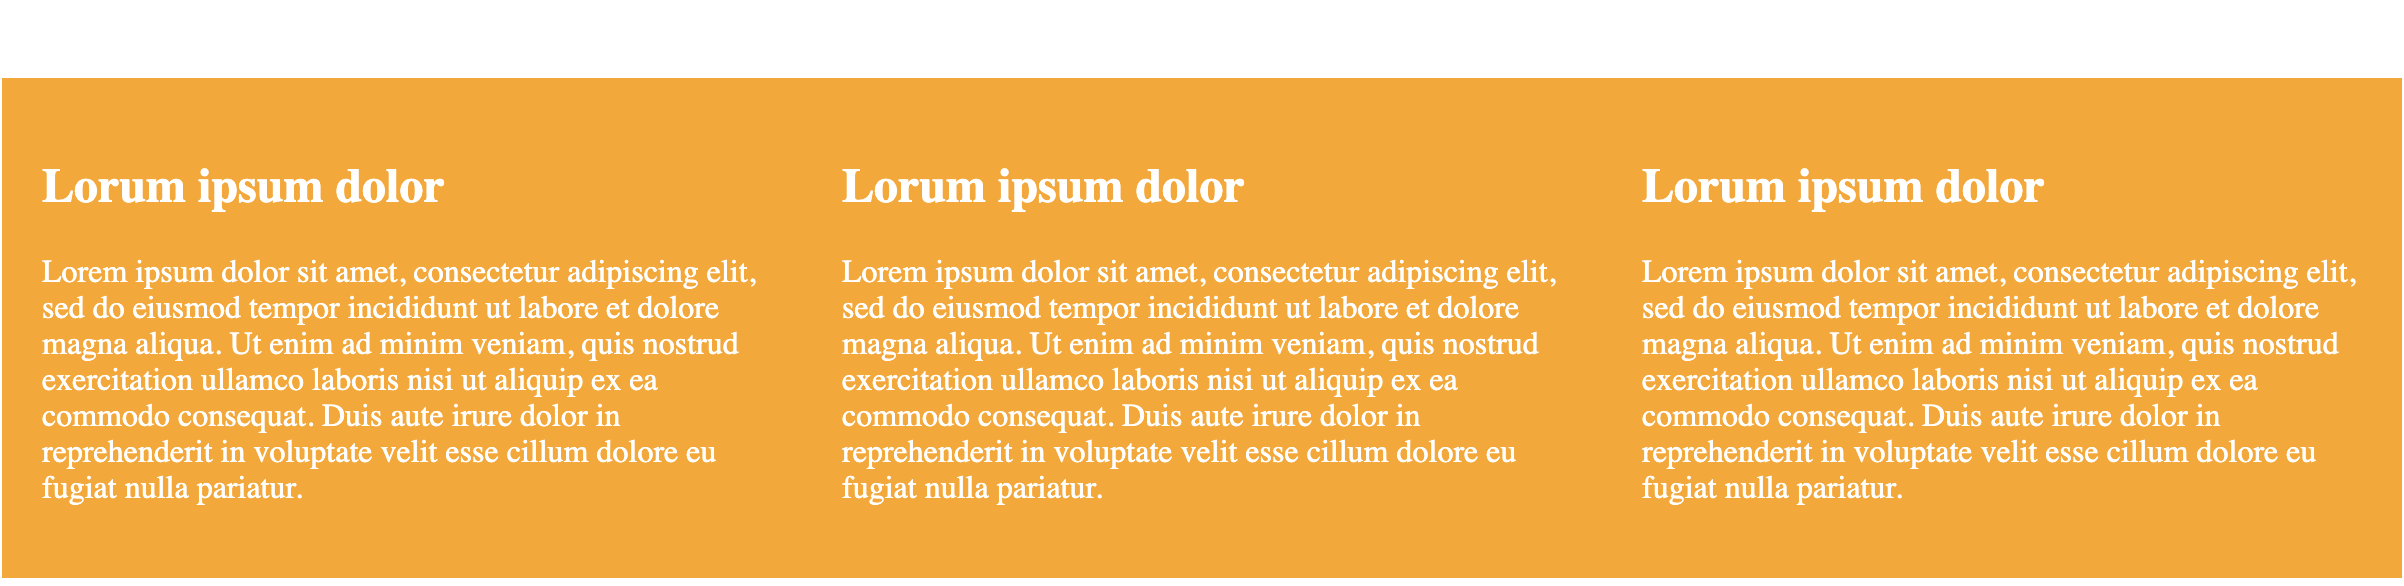 Lorum ipsum dolor
Lorem ipsum dolor sit amet, consectetur adipiscing elit,
sed do eiusmod tempor incididunt ut labore et dolore
magna aliqua. Ut enim ad minim veniam, quis nostrud
exercitation ullamco laboris nisi ut aliquip ex ea
commodo consequat. Duis aute irure dolor in
reprehenderit in voluptate velit esse cillum dolore eu
fugiat nulla pariatur.
Lorum ipsum dolor
Lorem ipsum dolor sit amet, consectetur adipiscing elit,
sed do eiusmod tempor incididunt ut labore et dolore
magna aliqua. Ut enim ad minim veniam, quis nostrud
exercitation ullamco laboris nisi ut aliquip ex ea
commodo consequat. Duis aute irure dolor in
reprehenderit in voluptate velit esse cillum dolore eu
fugiat nulla pariatur.
Lorum ipsum dolor
Lorem ipsum dolor sit amet, consectetur adipiscing elit,
sed do eiusmod tempor incididunt ut labore et dolore
magna aliqua. Ut enim ad minim veniam, quis nostrud
exercitation ullamco laboris nisi ut aliquip ex ea
commodo consequat. Duis aute irure dolor in
reprehenderit in voluptate velit esse cillum dolore eu
fugiat nulla pariatur.